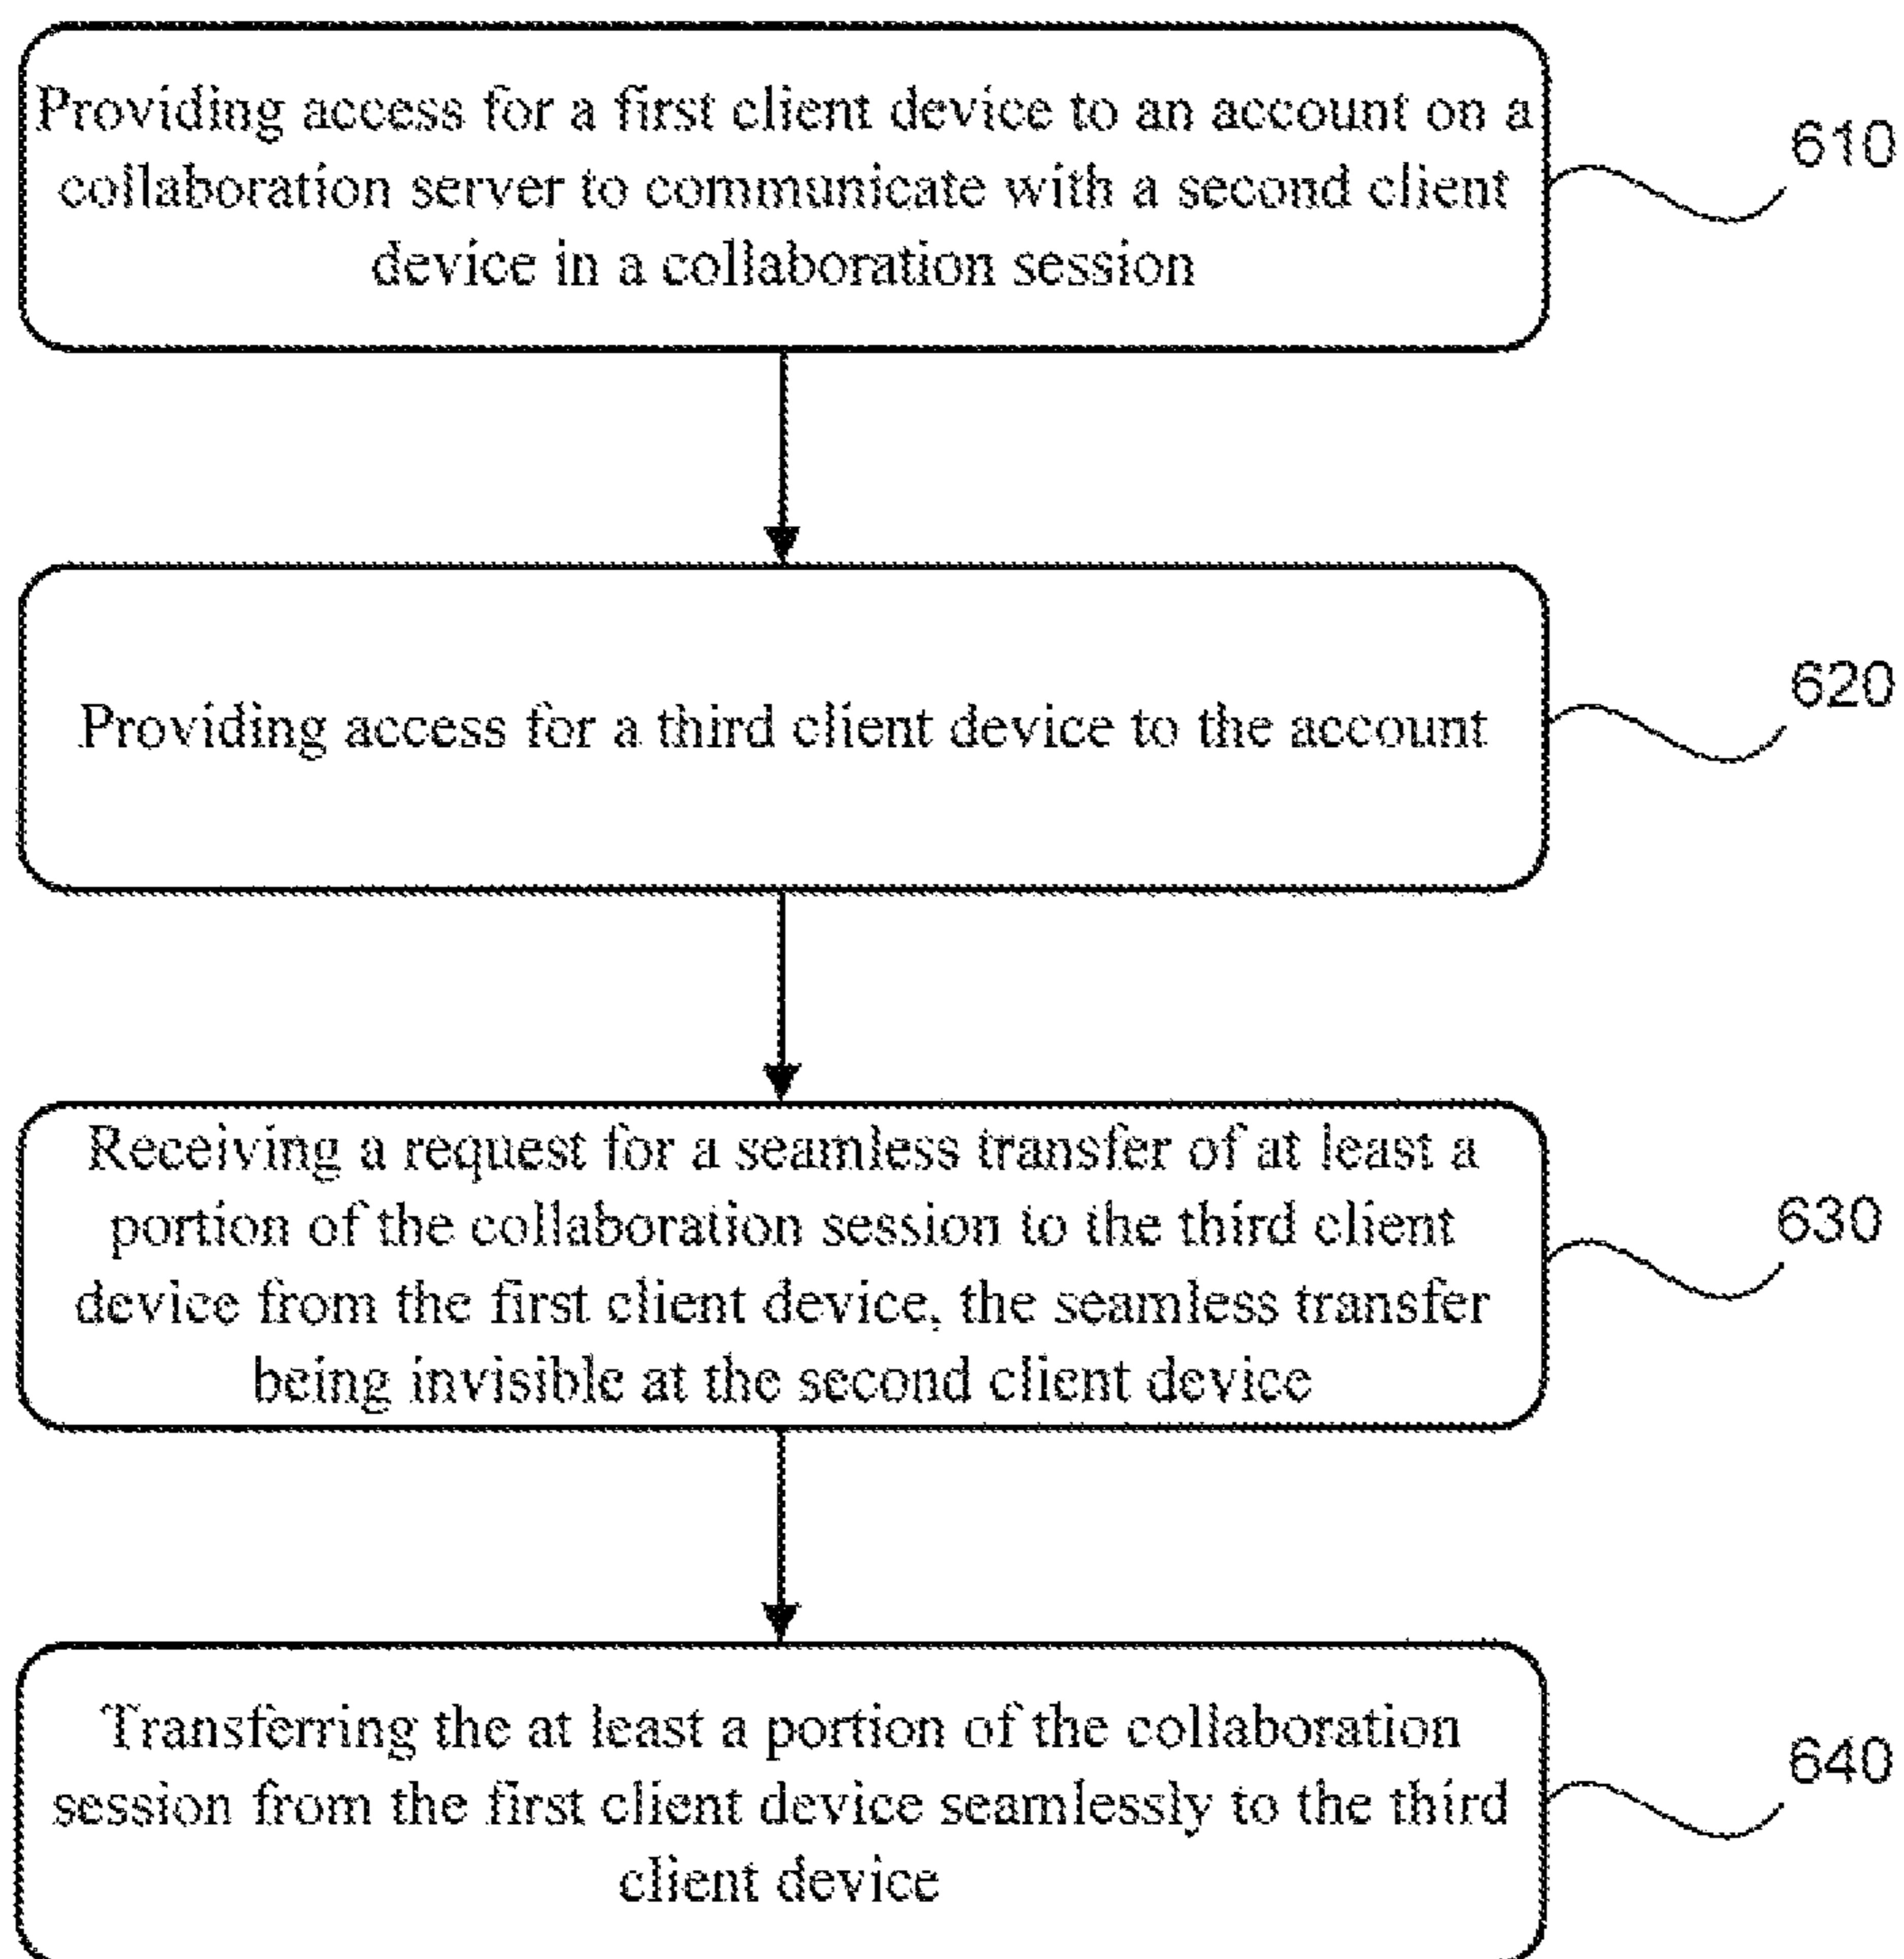 Providing access for a first client device to an account on a
collaboration server to communicate with a second client
device in a collaboration session
610
Providing access for a third client device to the account
620
Receiving a request for a seamless transfer of at least a
portion of the collaboration session to the third client
device from the first client device, the seamless transfer
being invisible at the second client device
630
Transferring the at least a portion of the collaboration
session from the first client device seamlessly to the third
client device
640